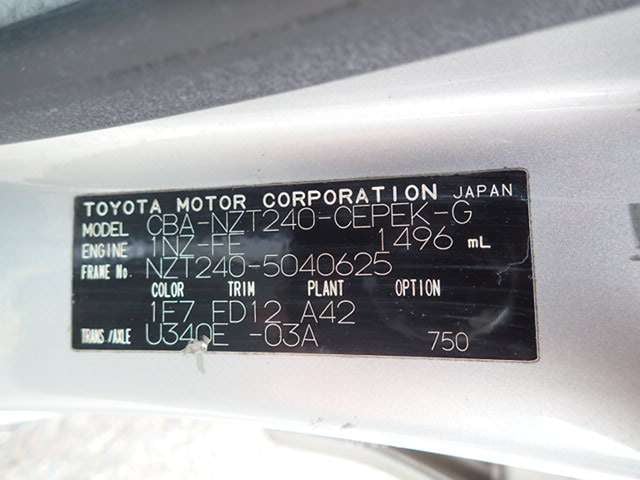 TOYOTA MOTOR CORPORATION JAPAN
MODEL CBA-NZT240-CEPEK-G
ENGINE 1NZ-FE 1496 mL
FRAME No. NZT240-5040625
COLOR TRIM PLANT OPTION
1F7 FD12 A42
TRANS/AXLE U340E -03A 750